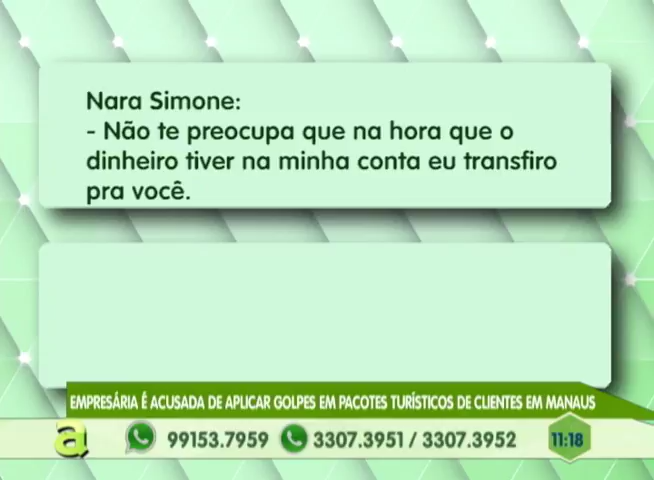 Nara Simone:
- Não te preocupa que na hora que o
dinheiro tiver na minha conta eu transfiro
pra você.
EMPRESÁRIA É ACUSADA DE APLICAR GOLPES EM PACOTES TURÍSTICOS DE CLIENTES EM MANAUS
a 99153.7959 3307.3951 / 3307.3952 11:18